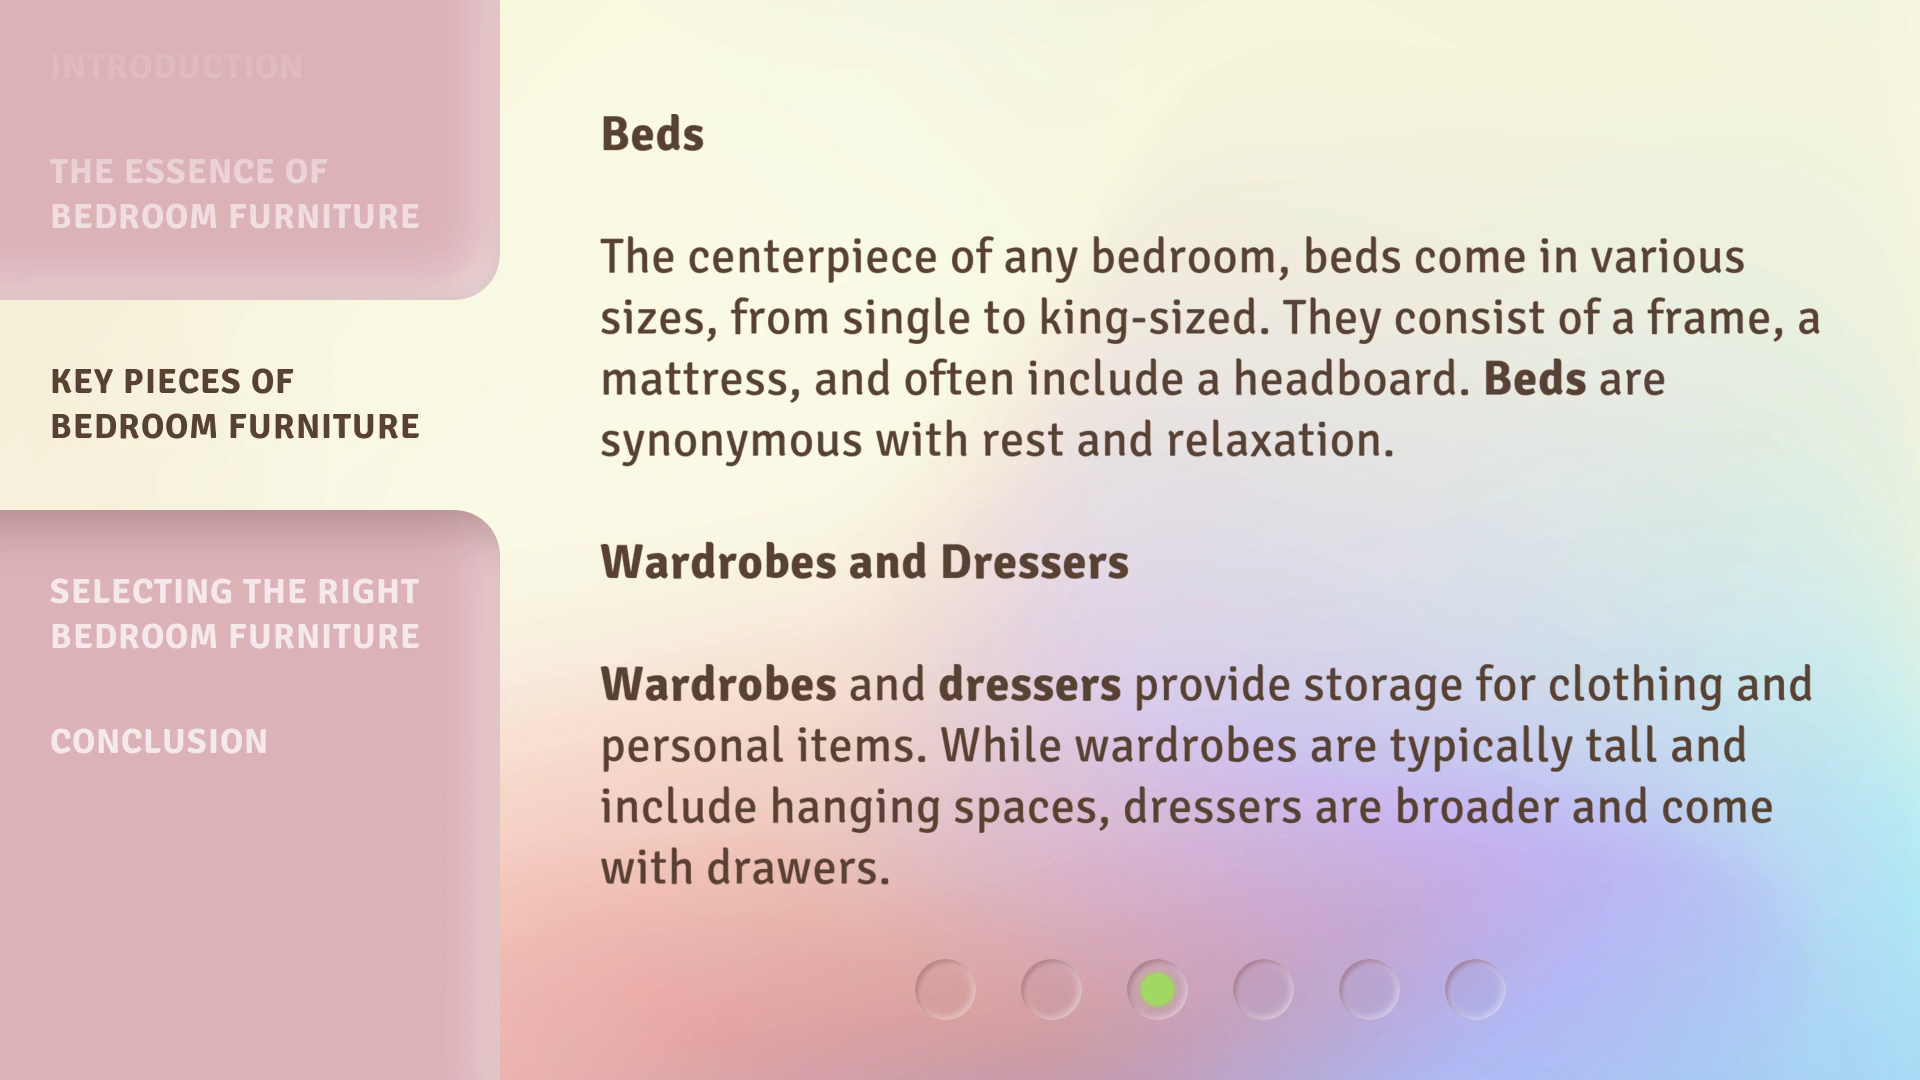 INTRODUCTION
THE ESSENCE OF
BEDROOM FURNITURE
KEY PIECES OF
BEDROOM FURNITURE
SELECTING THE RIGHT
BEDROOM FURNITURE
CONCLUSION
Beds
The centerpiece of any bedroom, beds come in various
sizes, from single to king-sized. They consist of a frame, a
mattress, and often include a headboard. Beds are
synonymous with rest and relaxation.
Wardrobes and Dressers
Wardrobes and dressers provide storage for clothing and
personal items. While wardrobes are typically tall and
include hanging spaces, dressers are broader and come
with drawers.